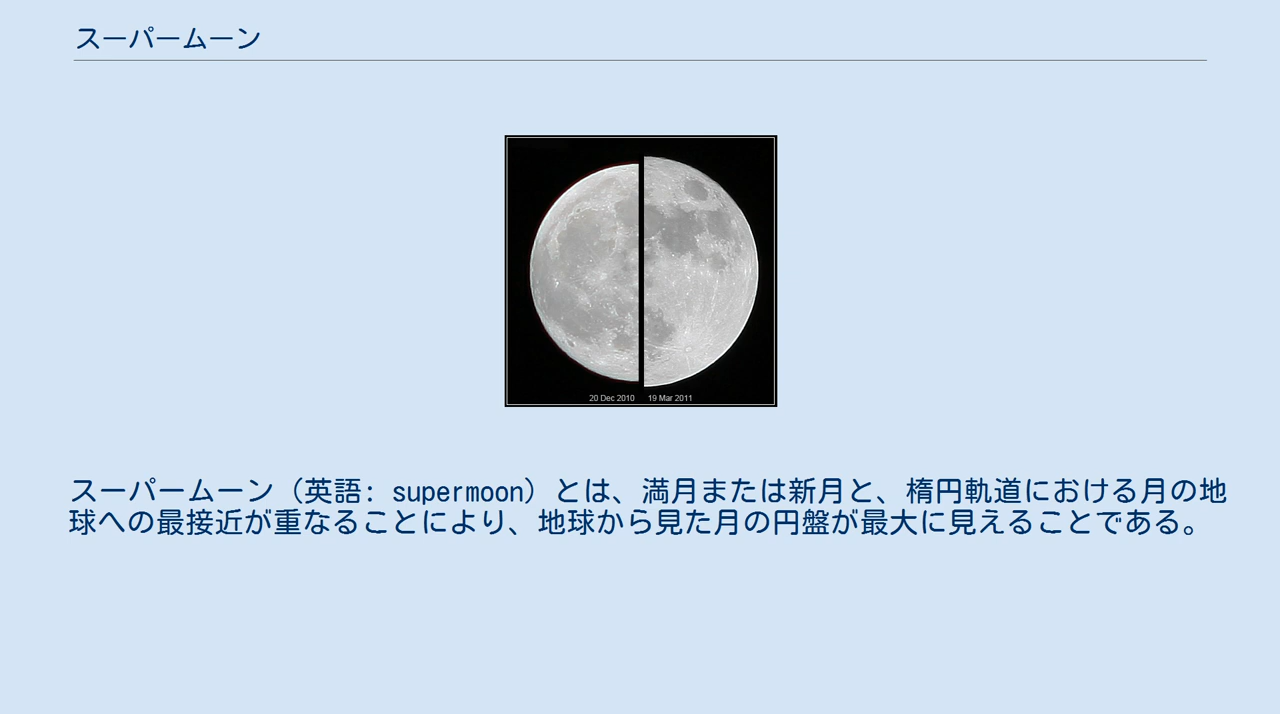 スーパームーン
20 Dec 2010 19 Mar 2011
スーパームーン（英語: supermoon）とは、満月または新月と、楕円軌道における月の地
球への最接近が重なることにより、地球から見た月の円盤が最大に見えることである。